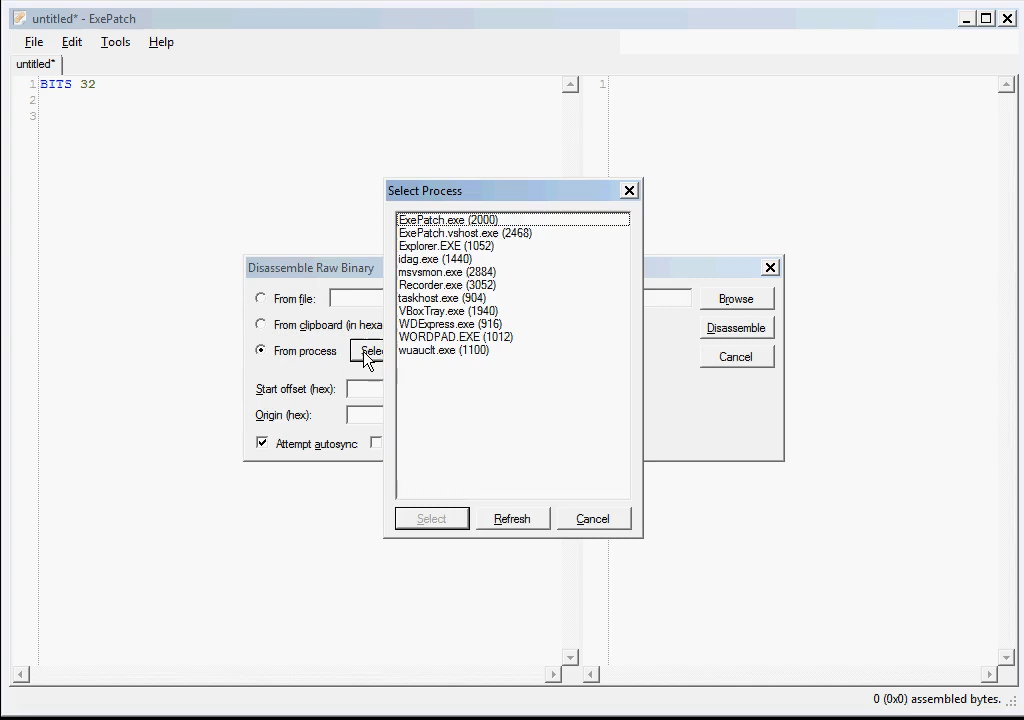 untitled* - ExePatch
File Edit Tools Help
untitled*
1 BITS 32
2
3
1
Select Process
ExePatch.exe (2000)
ExePatch.vshost.exe (2468)
Explorer.EXE (1052)
idag.exe (1440)
msvsmon.exe (2884)
Recorder.exe (3052)
taskhost.exe (904)
VBoxTray.exe (1940)
WDExpress.exe (916)
WORDPAD.EXE (1012)
wuauclt.exe (1100)
Select Refresh Cancel
Disassemble Raw Binary
From file:
Browse
From clipboard (in hexa
Disassemble
From process
Selec
Cancel
Start offset (hex):
Origin (hex):
Attempt autosync
0 (0x0) assembled bytes.